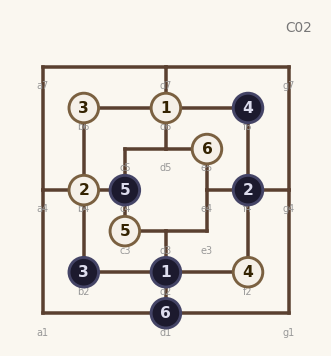 C02
a7 d7 g7
3 1 4
b6 d6 f6
6
c5 d5 e5
2 5 2
a4 b4 c4 e4 f4 g4
5
c3 d3 e3
3 1 4
b2 d2 f2
6
a1 d1 g1